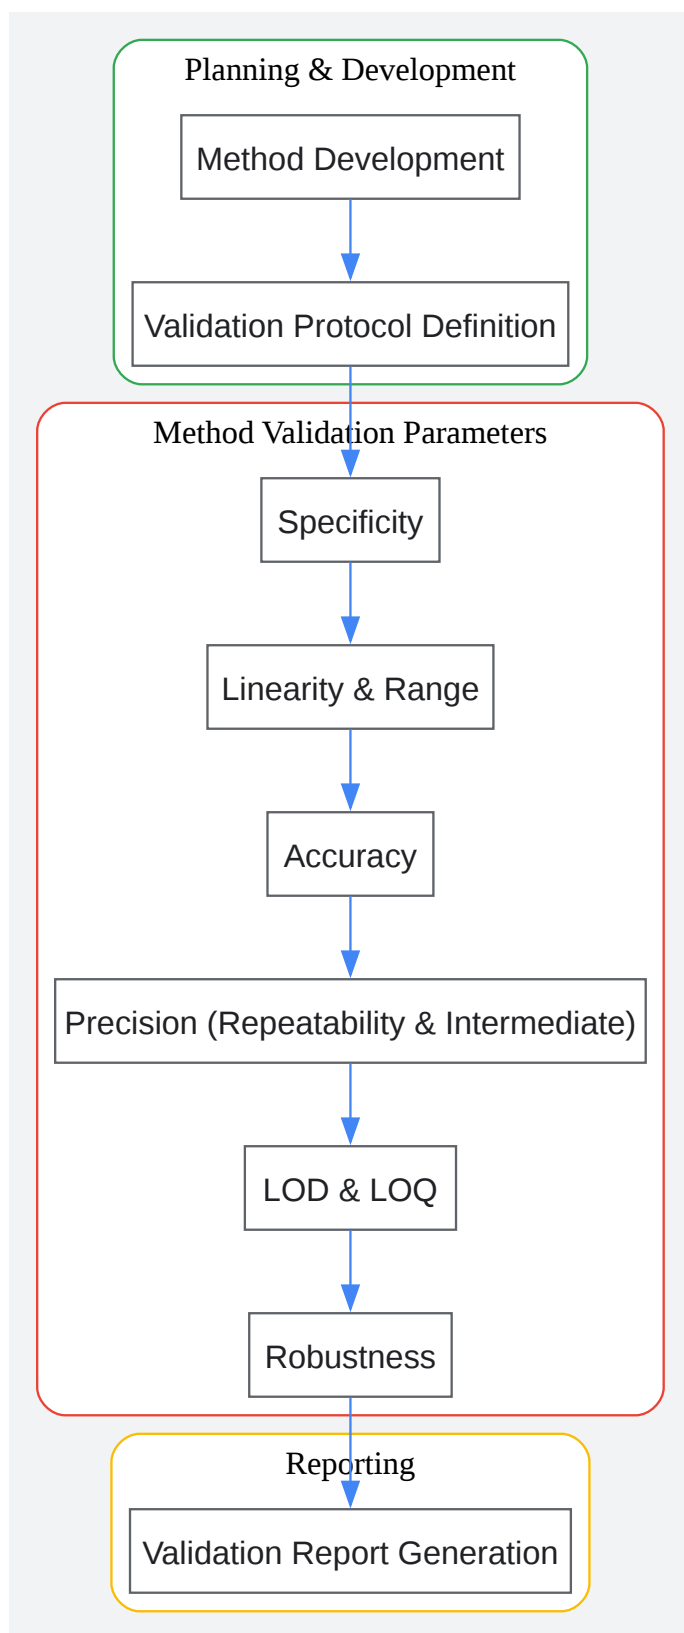 Planning & Development
Method Development
Validation Protocol Definition
Method Validation Parameters
Specificity
Linearity & Range
Accuracy
Precision (Repeatability & Intermediate)
LOD & LOQ
Robustness
Reporting
Validation Report Generation